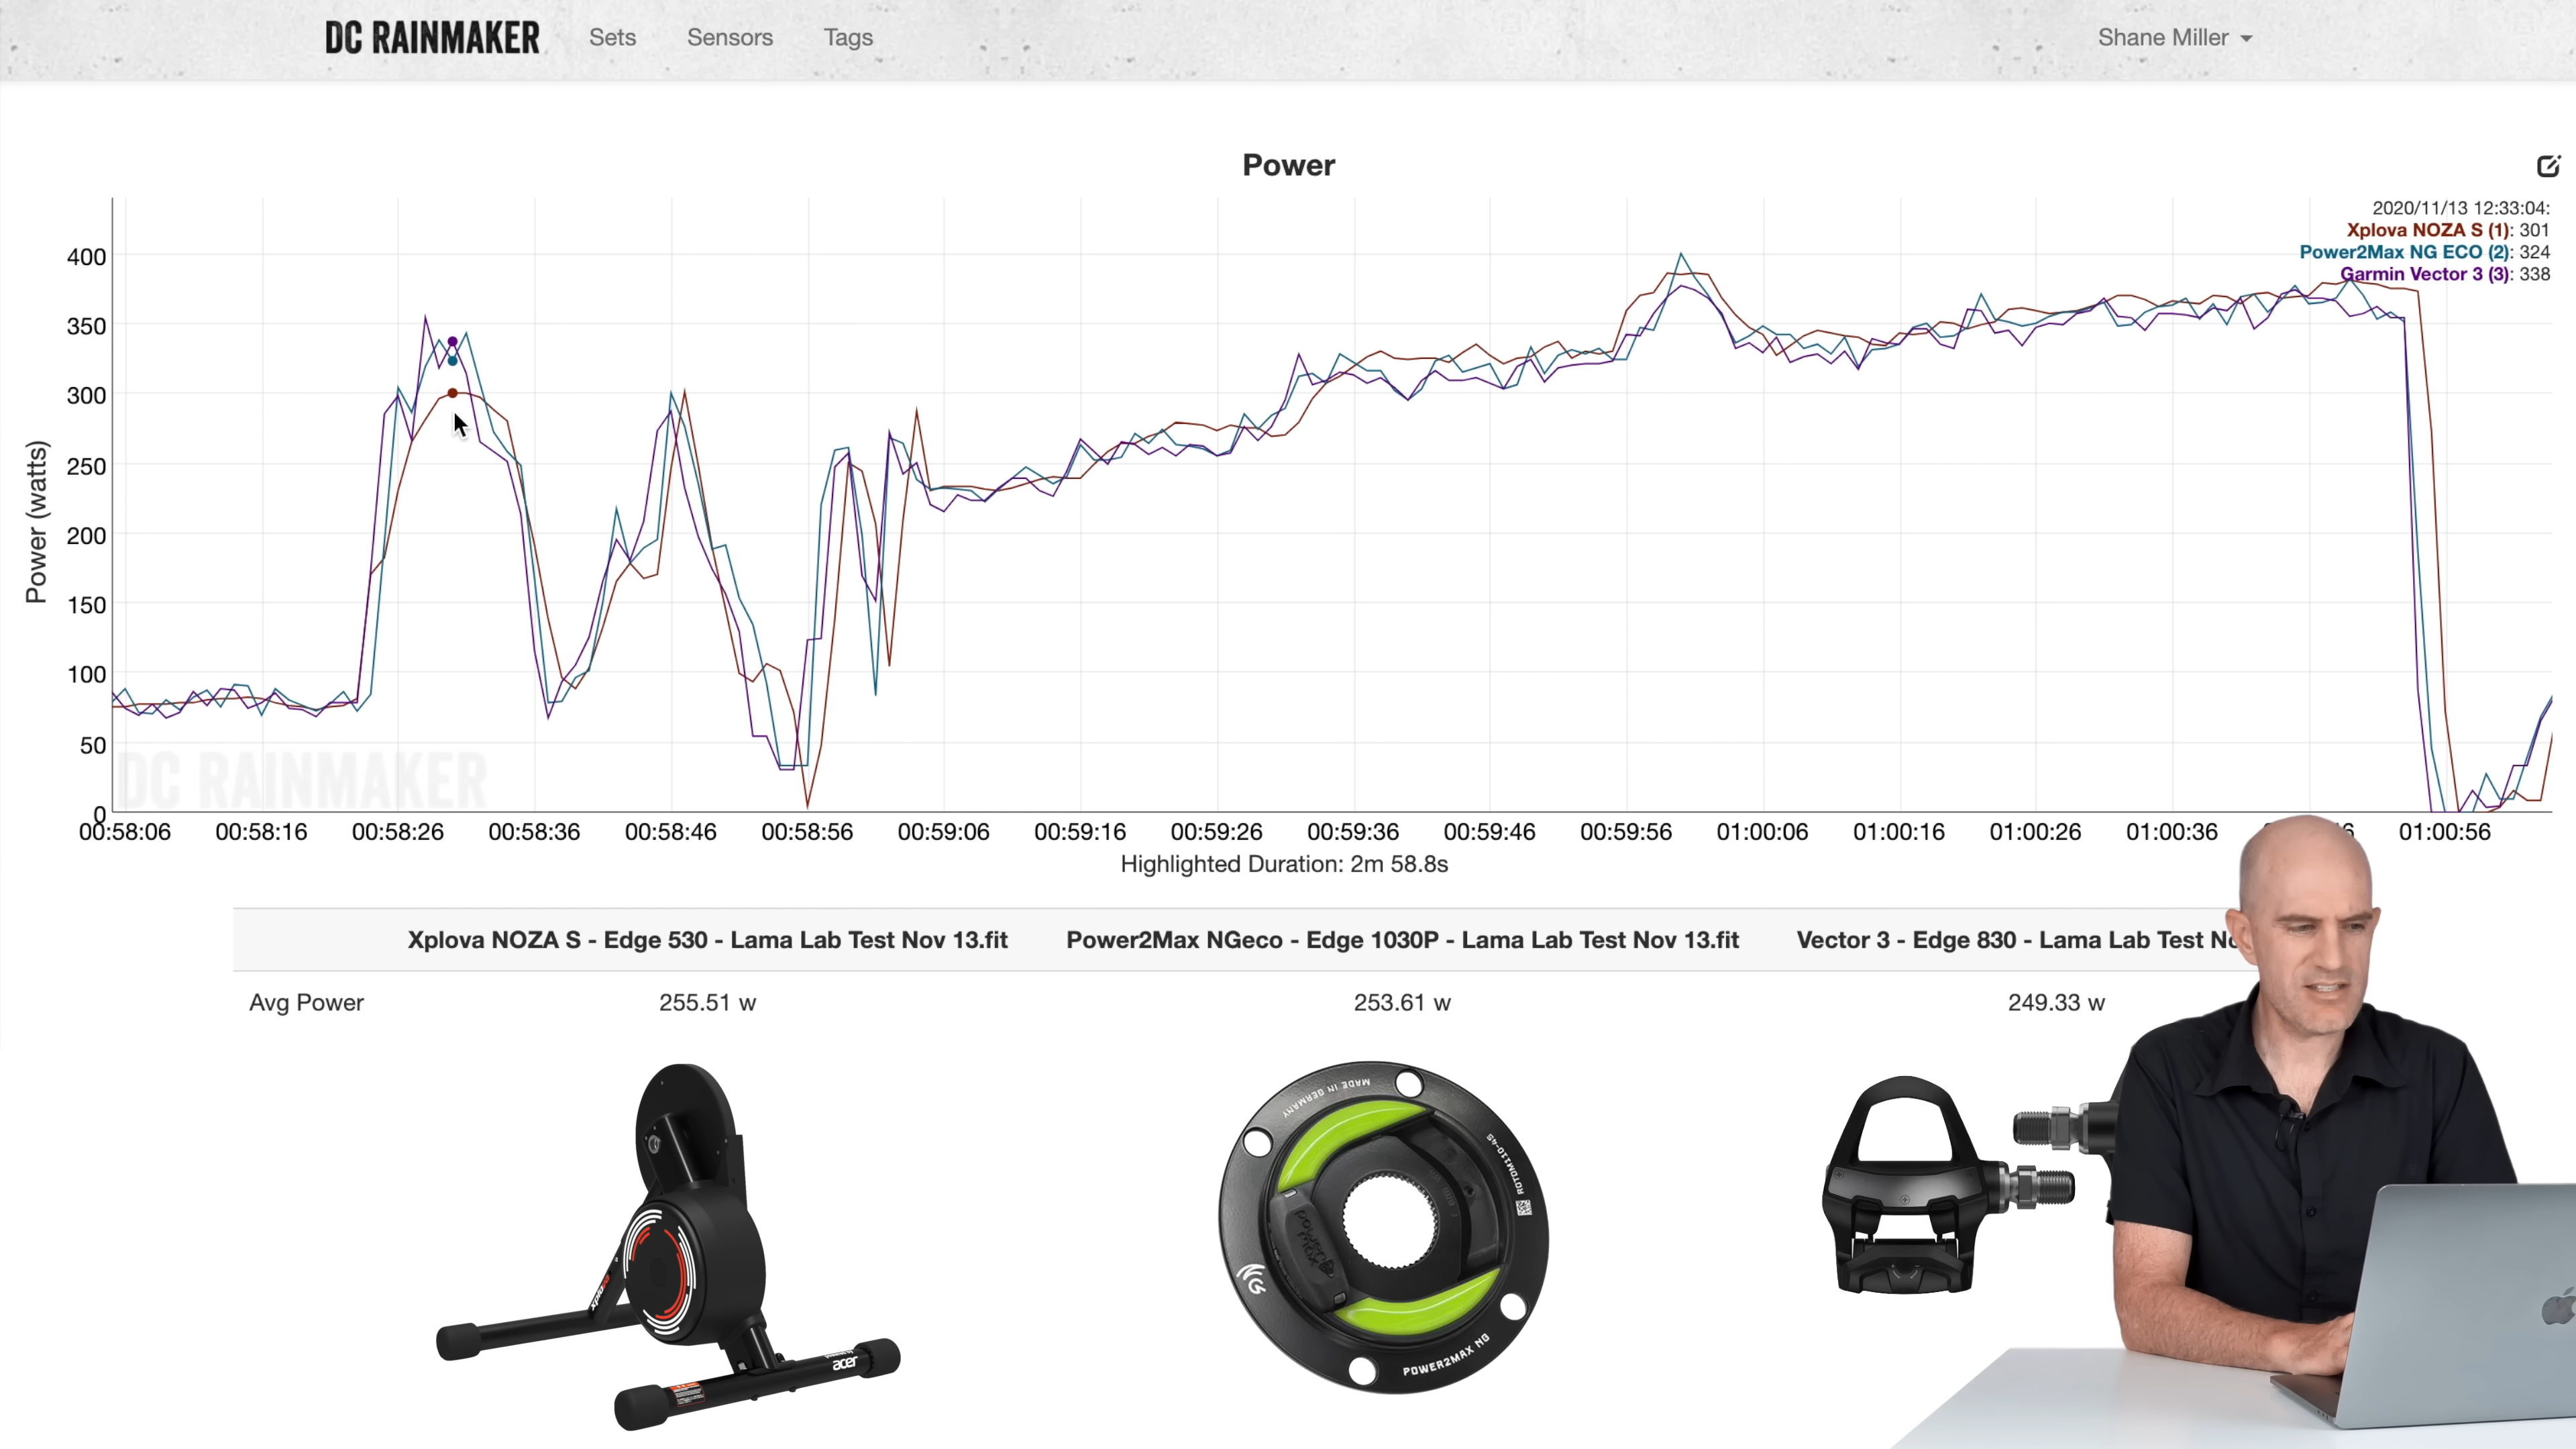 DC RAINMAKER Sets Sensors Tags Shane Miller
Power
2020/11/13 12:33:04:
Xplova NOZA S (1): 301
Power2Max NG ECO (2): 324
Garmin Vector 3 (3): 338
Power (watts)
400
350
300
250
200
150
100
50
0
DC RAINMAKER
00:58:06 00:58:16 00:58:26 00:58:36 00:58:46 00:58:56 00:59:06 00:59:16 00:59:26 00:59:36 00:59:46 00:59:56 01:00:06 01:00:16 01:00:26 01:00:36 01:00:56
Highlighted Duration: 2m 58.8s
Xplova NOZA S - Edge 530 - Lama Lab Test Nov 13.fit Power2Max NGeco - Edge 1030P - Lama Lab Test Nov 13.fit Vector 3 - Edge 830 - Lama Lab Test
Avg Power 255.51 w 253.61 w 249.33 w
MADE IN GERMANY
ROTDM110-4S
power2max
NG
POWER2MAX NG
xplova
acer